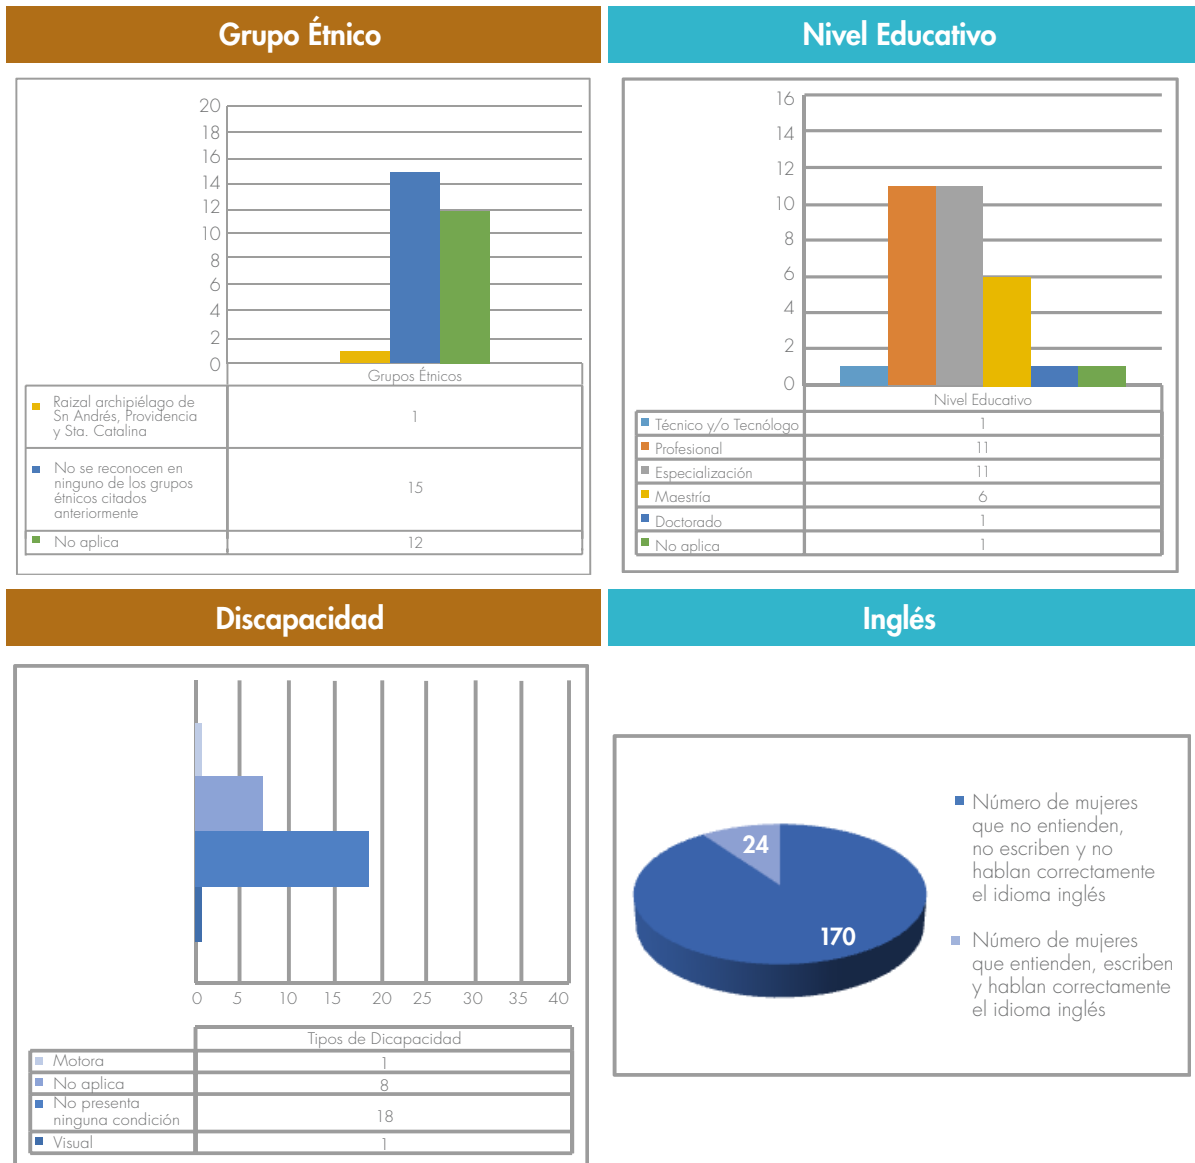 Grupo Étnico
20
18
16
14
12
10
8
6
4
2
0
Grupos Étnicos
Raizal archipiélago de
Sn Andrés, Providencia
y Sta. Catalina
1
No se reconocen en
ninguno de los grupos
étnicos citados
anteriormente
15
No aplica 12
Nivel Educativo
16
14
12
10
8
6
4
2
0
Nivel Educativo
Técnico y/o Tecnólogo 1
Profesional 11
Especialización 11
Maestría 6
Doctorado 1
No aplica 1
Discapacidad
0 5 10 15 20 25 30 35 40
Tipos de Dicapacidad
Motora 1
No aplica 8
No presenta
ninguna condición
18
Visual 1
Inglés
24
170
Número de mujeres
que no entienden,
no escriben y no
hablan correctamente
el idioma inglés
Número de mujeres
que entienden, escriben
y hablan correctamente
el idioma inglés